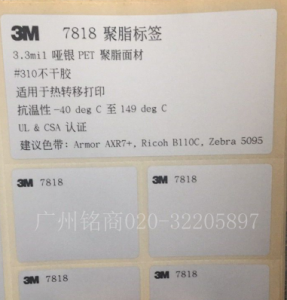 3M 7818 聚脂标签
3.3mil 哑银 PET 聚脂面材
#310不干胶
适用于热转移打印
抗温性 -40 deg C 至 149 deg C
UL & CSA 认证
建议色带: Armor AXR7+, Ricoh B110C, Zebra 5095
3M 7818
3M 7818
广州铭商020-32205897
3M 7818
3M 7818